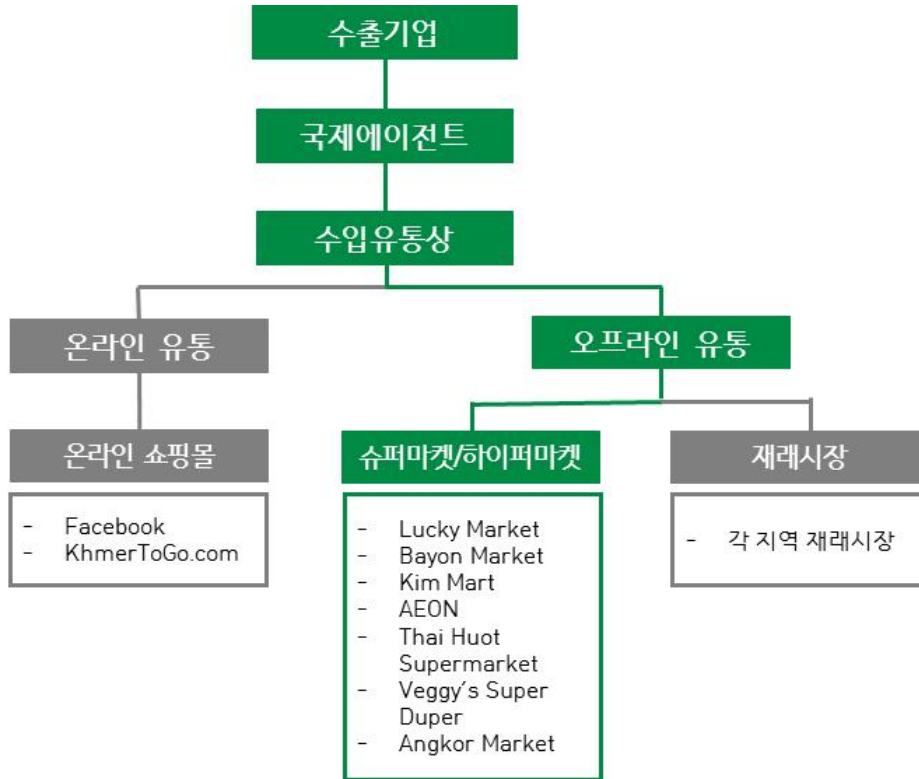 수출기업
국제에이전트
수입유통상
온라인 유통
오프라인 유통
온라인 쇼핑몰
슈퍼마켓/하이퍼마켓
재래시장
- Facebook
- KhmerToGo.com
- Lucky Market
- Bayon Market
- Kim Mart
- AEON
- Thai Huot
Supermarket
- Veggy's Super
Duper
- Angkor Market
- 각 지역 재래시장